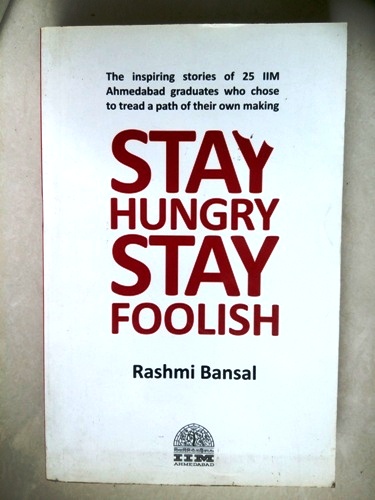 The inspiring stories of 25 IIM
Ahmedabad graduates who chose
to tread a path of their own making
STAY
HUNGRY
STAY
FOOLISH
Rashmi Bansal
IIM
AHMEDABAD